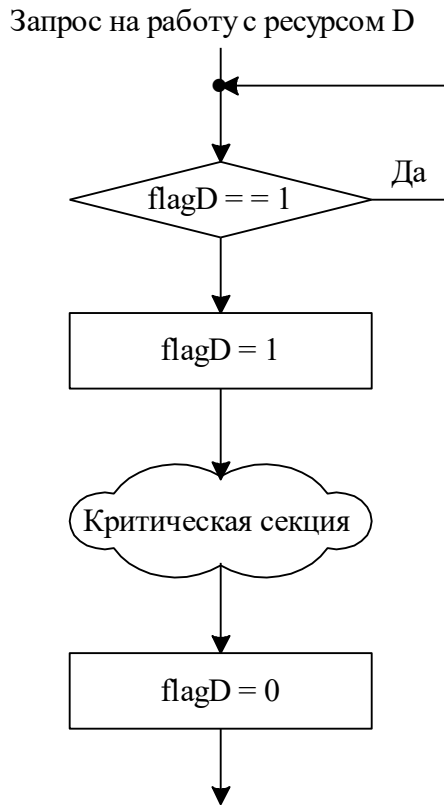 Запрос на работу с ресурсом D
flagD = = 1
Да
flagD = 1
Критическая секция
flagD = 0